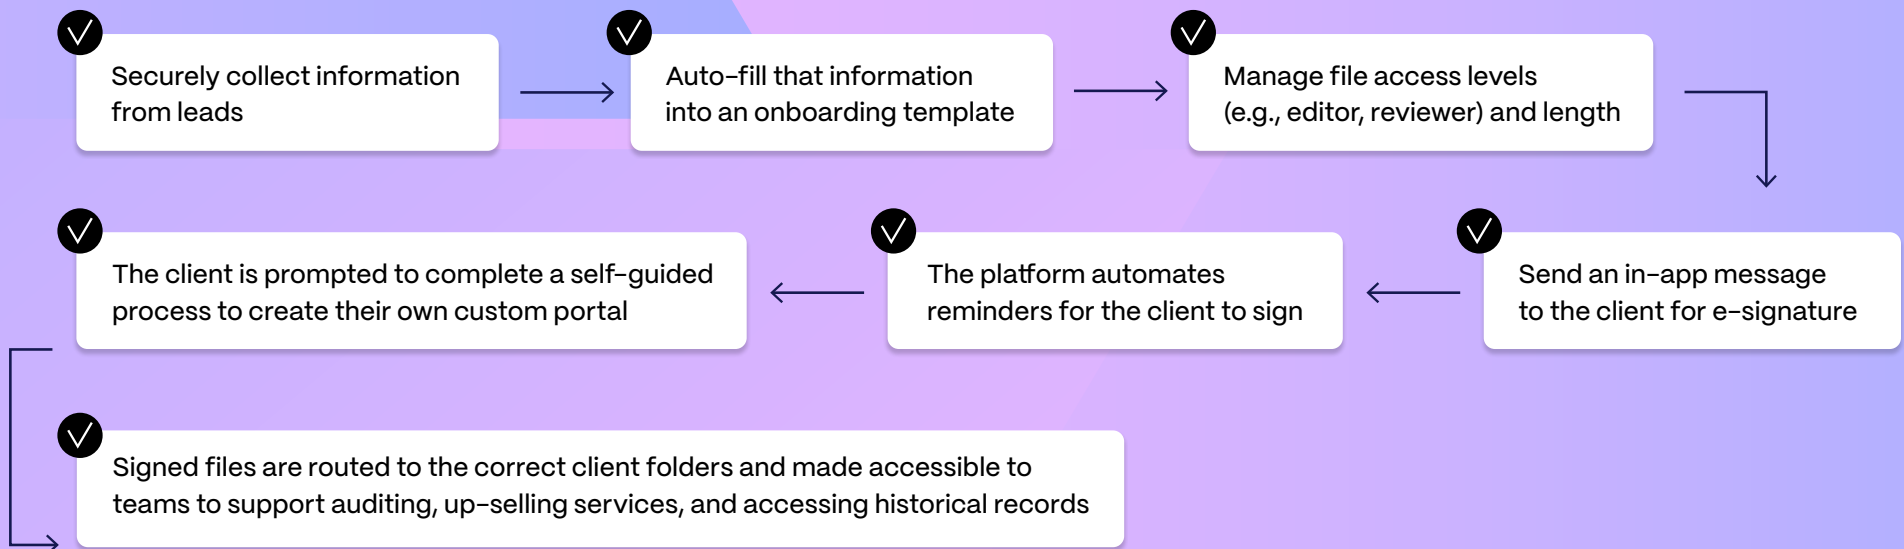 Securely collect information
from leads
Auto-fill that information
into an onboarding template
Manage file access levels
(e.g., editor, reviewer) and length
Send an in-app message
to the client for e-signature
The platform automates
reminders for the client to sign
The client is prompted to complete a self-guided
process to create their own custom portal
Signed files are routed to the correct client folders and made accessible to
teams to support auditing, up-selling services, and accessing historical records